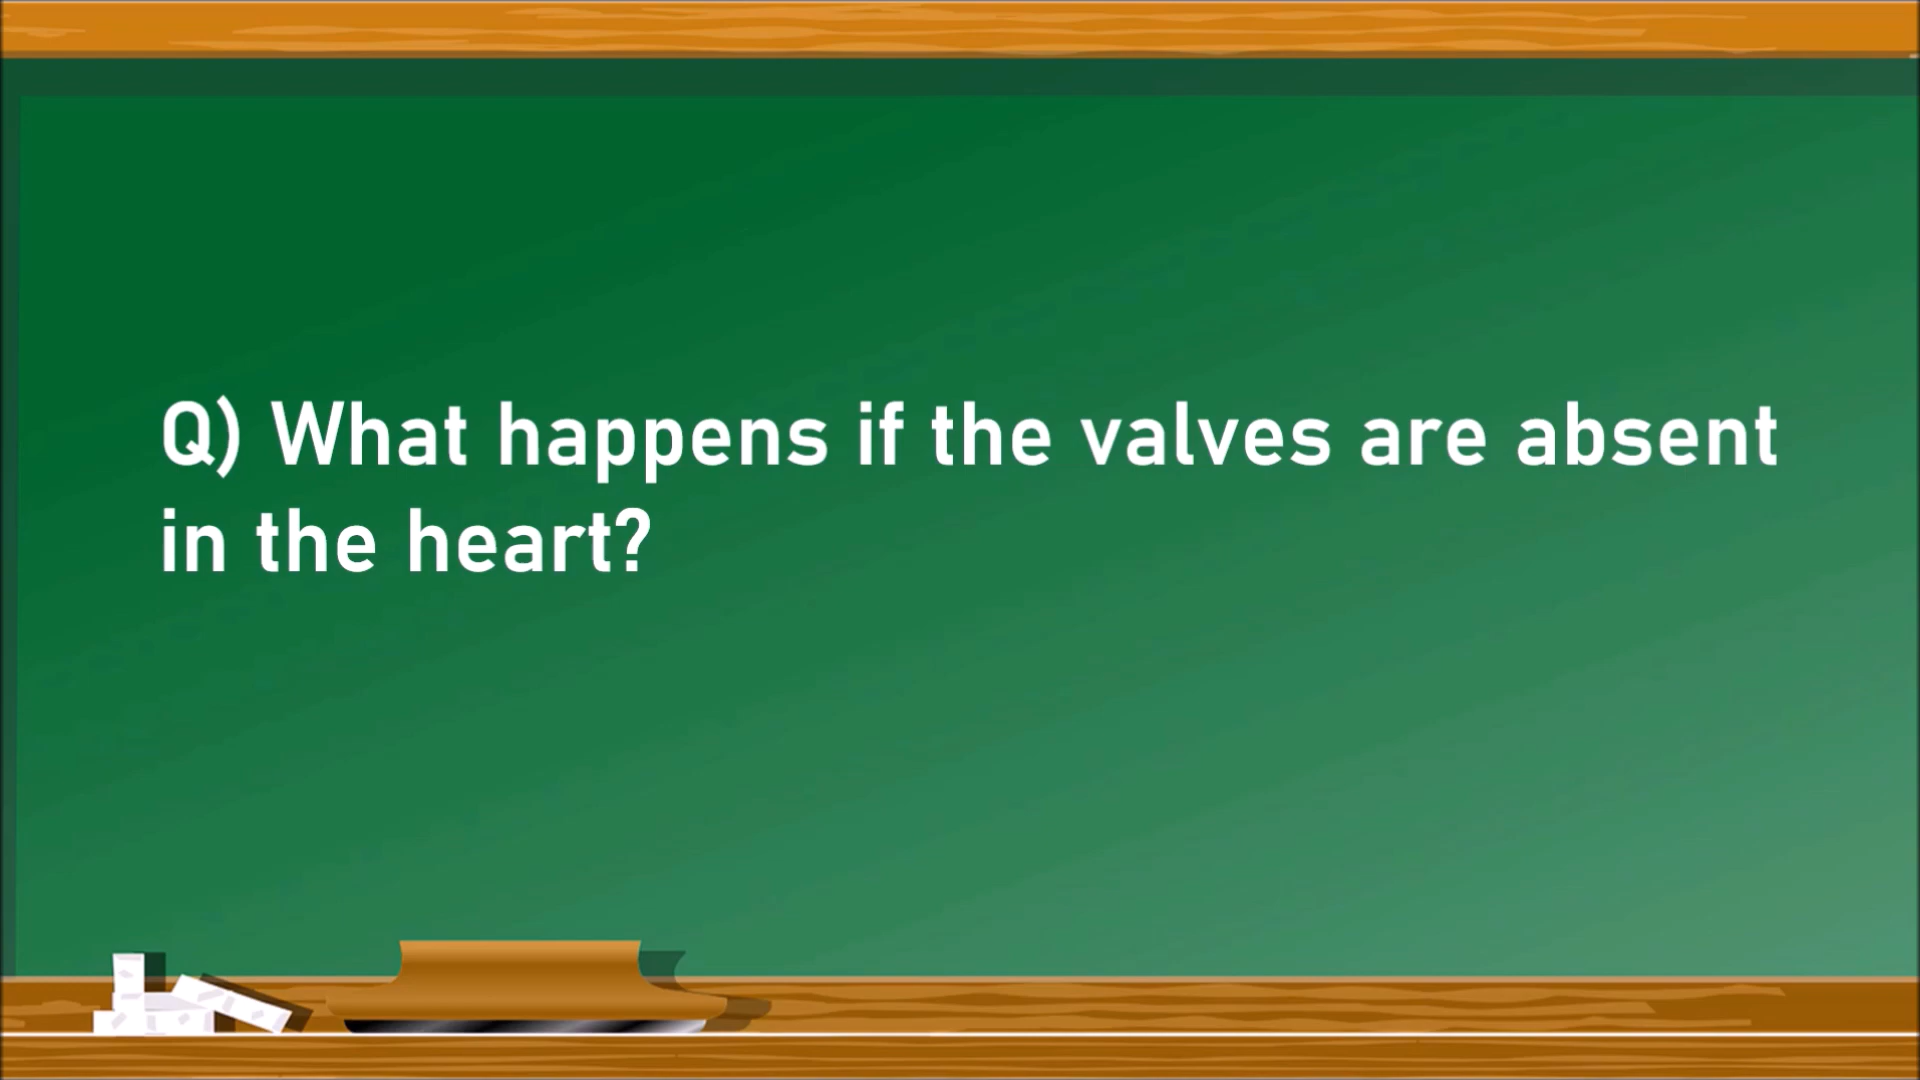 Q) What happens if the valves are absent
in the heart?